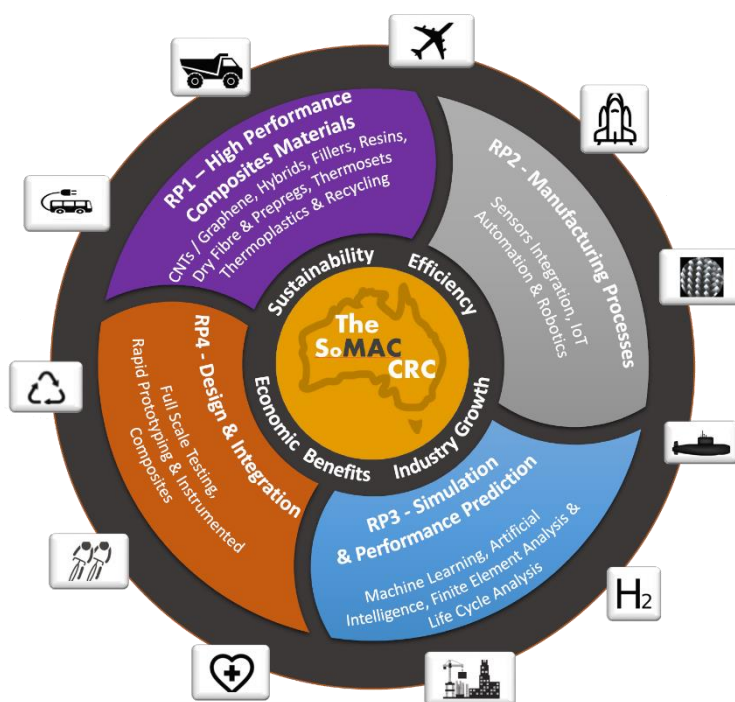 RP1 – High Performance
Composites Materials
CNTs / Graphene, Hybrids, Fillers, Resins,
Dry Fibre & Prepregs, Thermosets
Thermoplastics & Recycling
RP2 - Manufacturing Processes
Sensors Integration, IoT
Automation & Robotics
Sustainability
Efficiency
The
SoMAC
CRC
Economic Benefits
Industry Growth
RP4 - Design & Integration
Full Scale Testing,
Rapid Prototyping & Instrumented
Composites
RP3 - Simulation
& Performance Prediction
Machine Learning, Artificial
Intelligence, Finite Element Analysis &
Life Cycle Analysis
H2